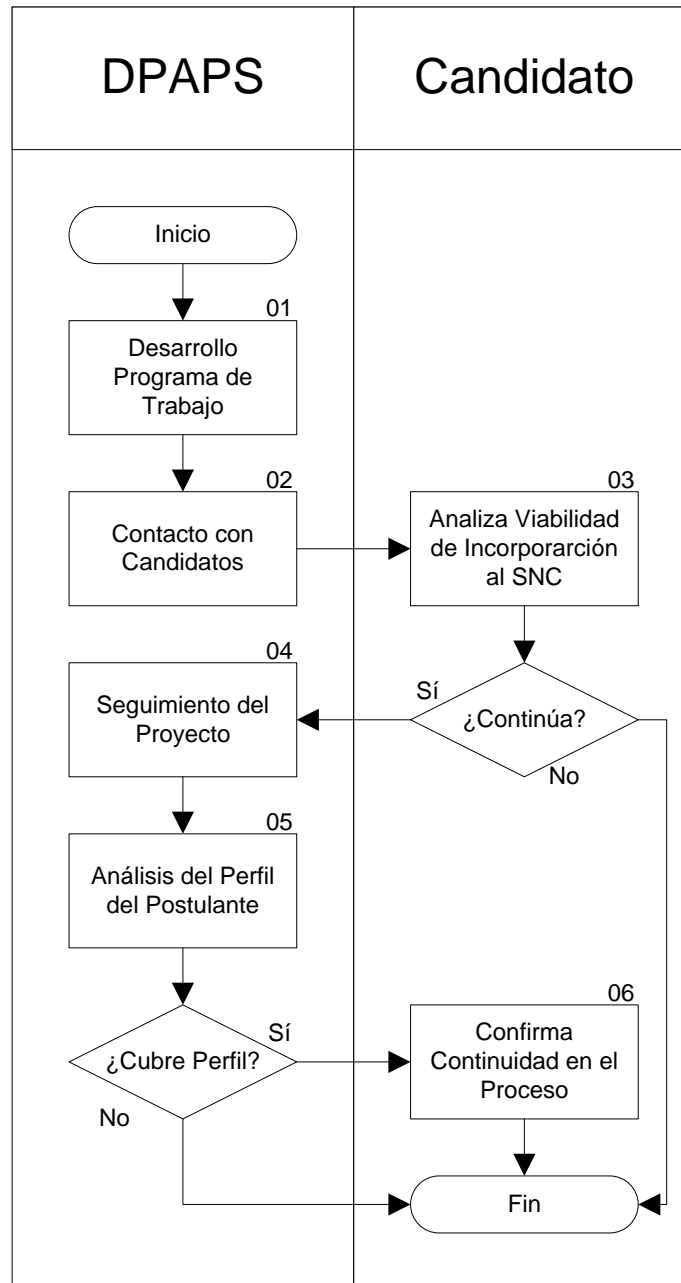 DPAPS
Candidato
Inicio
01
Desarrollo
Programa de
Trabajo
02
Contacto con
Candidatos
03
Analiza Viabilidad
de Incorporarción
al SNC
¿Continúa?
Sí
No
04
Seguimiento del
Proyecto
05
Análisis del Perfil
del Postulante
¿Cubre Perfil?
Sí
No
06
Confirma
Continuidad en el
Proceso
Fin